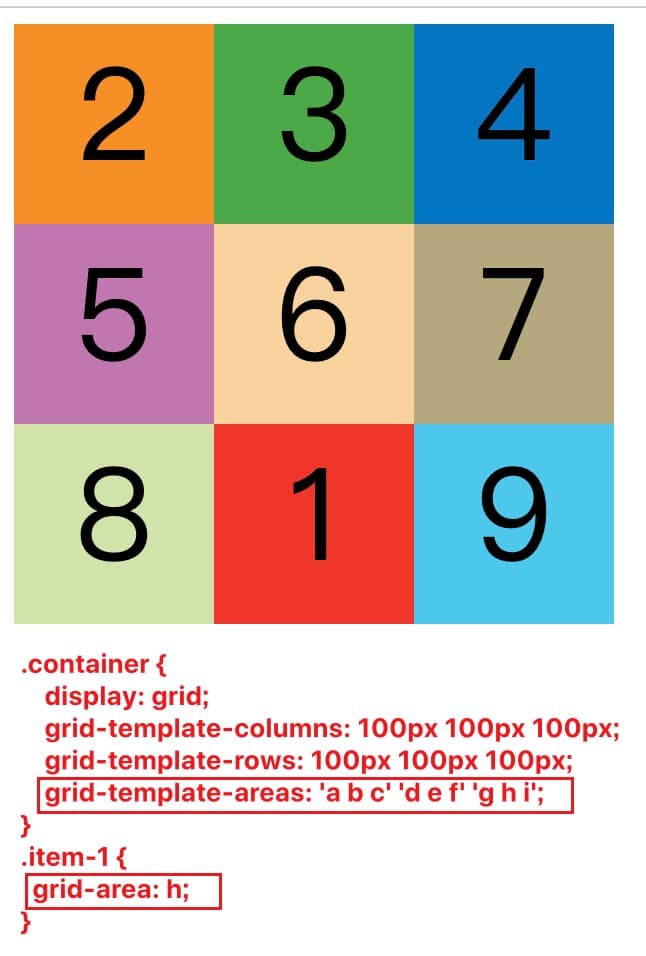 2 3 4
5 6 7
8 1 9
.container {
display: grid;
grid-template-columns: 100px 100px 100px;
grid-template-rows: 100px 100px 100px;
grid-template-areas: 'a b c' 'd e f' 'g h i';
}
.item-1 {
grid-area: h;
}